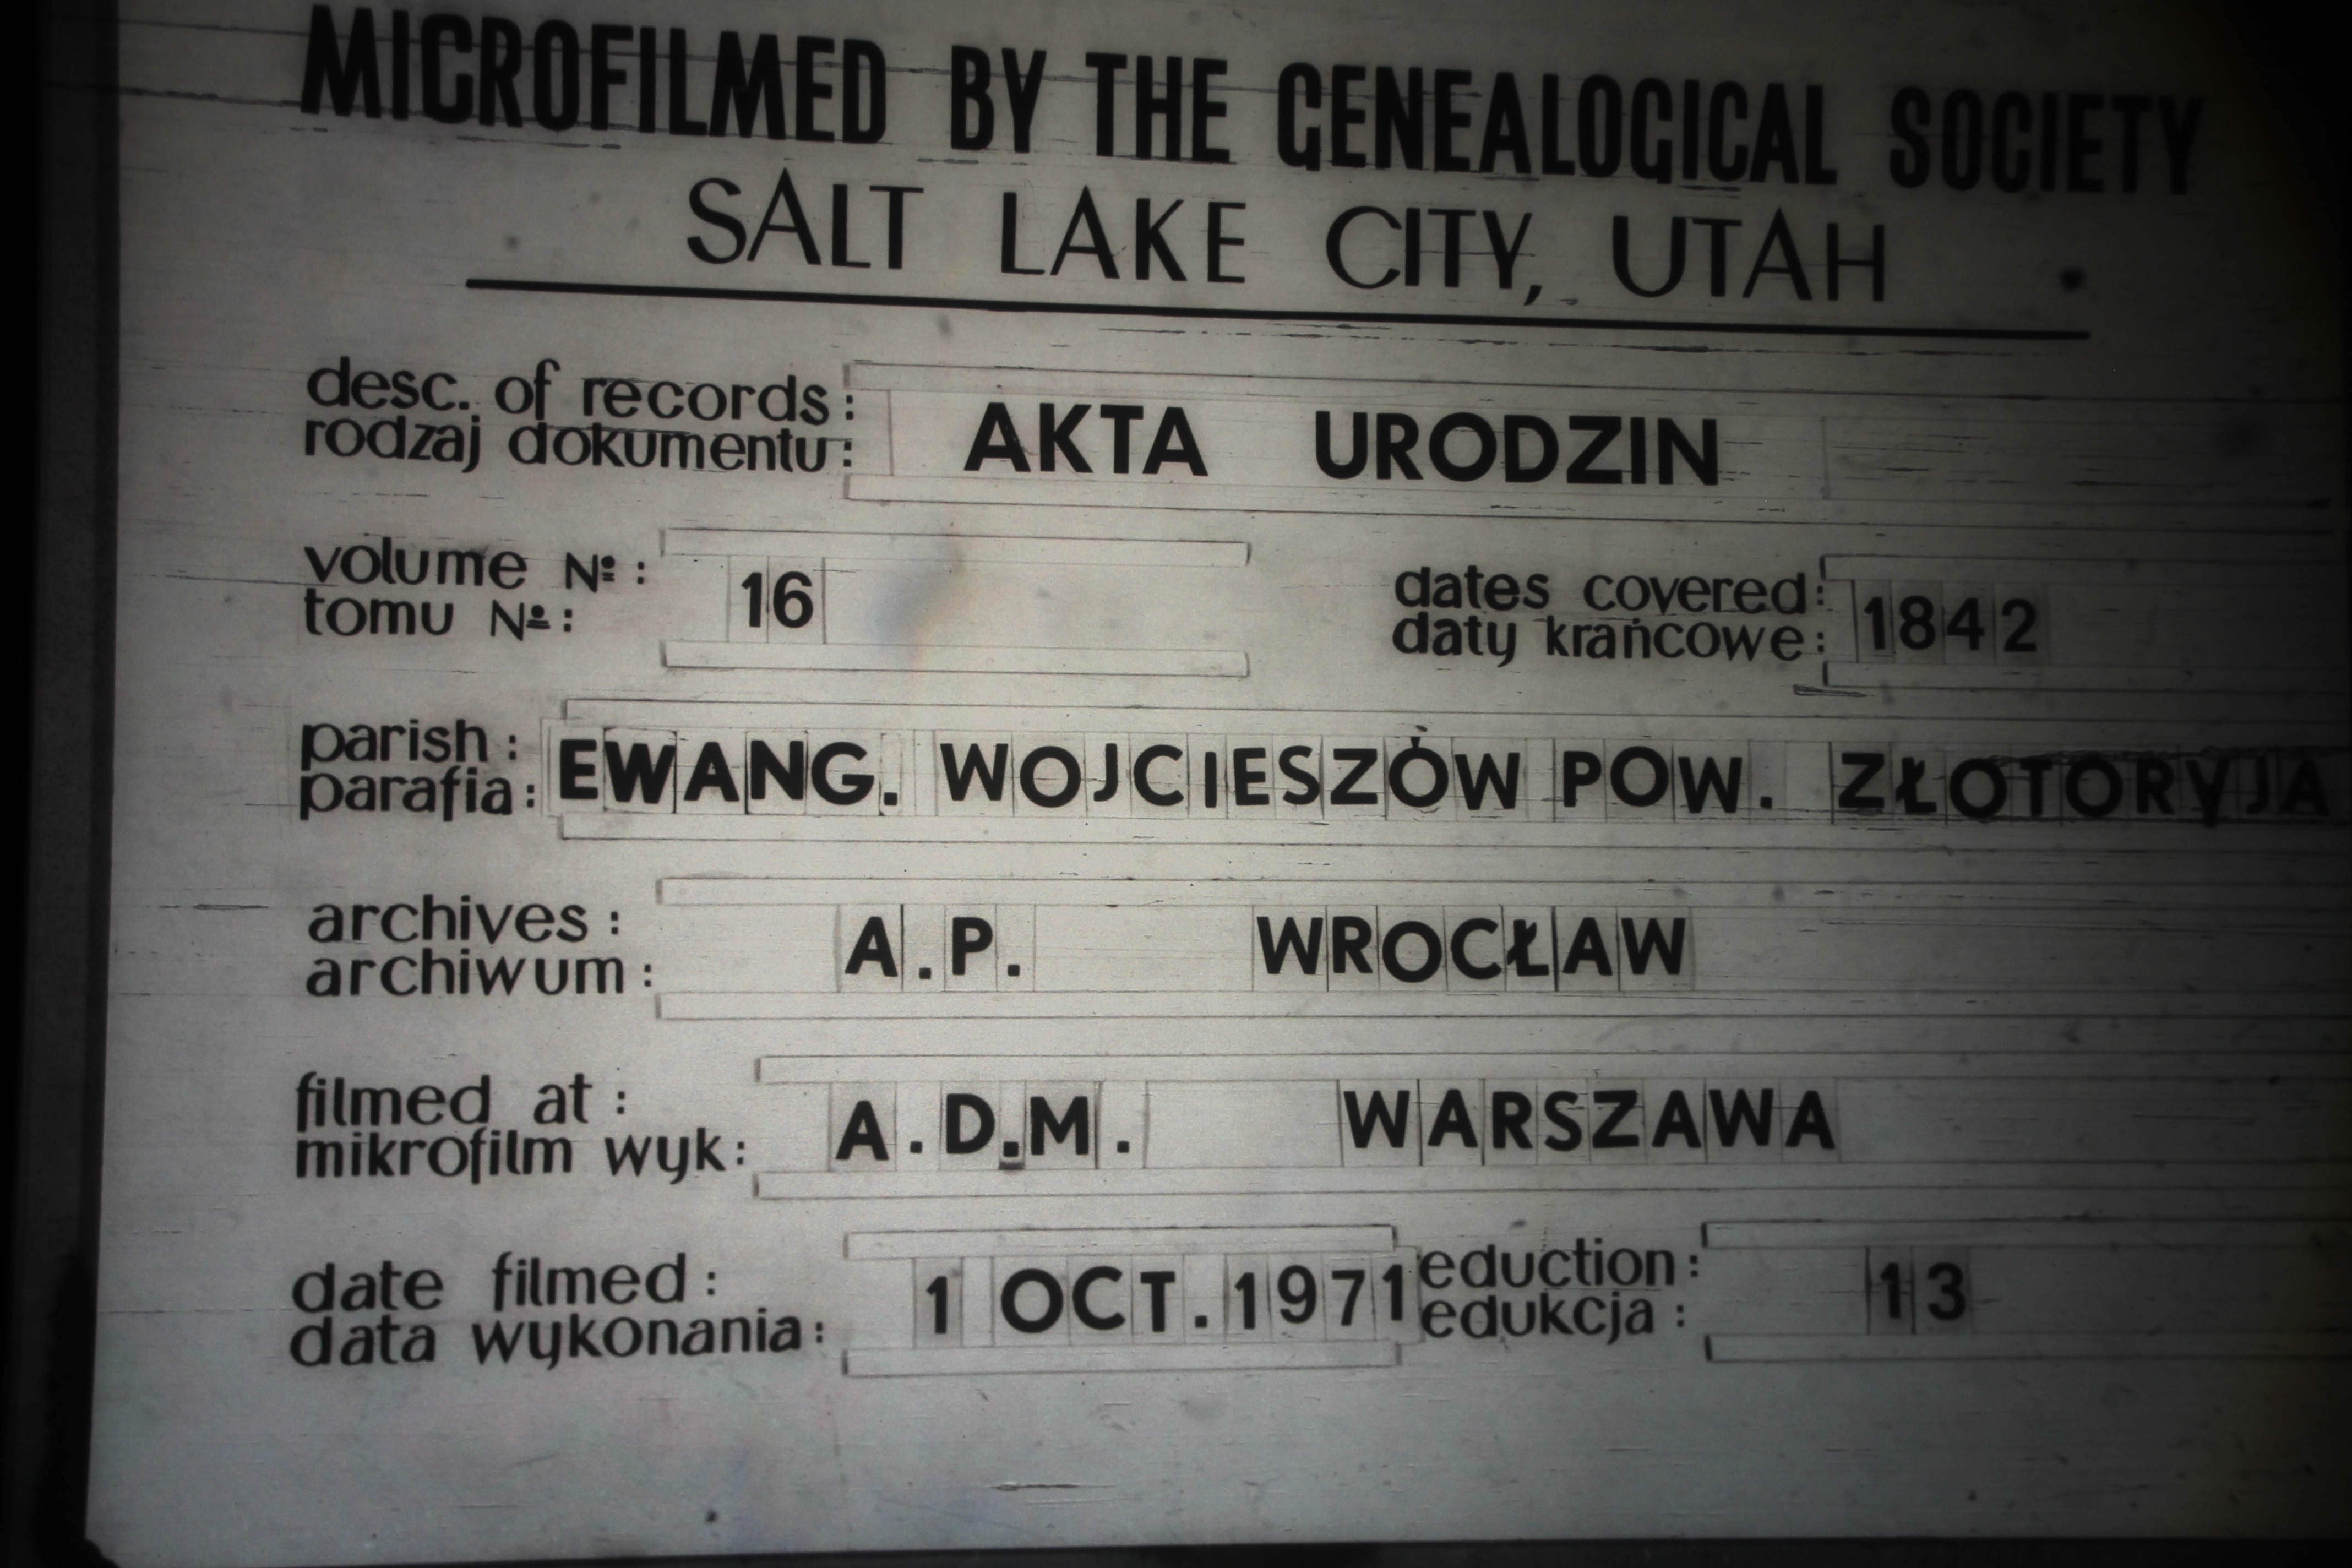 MICROFILMED BY THE GENEALOGICAL SOCIETY
SALT LAKE CITY, UTAH
desc. of records:
rodzaj dokumentu: AKTA URODZIN
volume Nº:
tomu Nº: 16
dates covered:
daty krańcowe: 1842
parish:
parafia: EWANG. WOJCIESZÓW POW. ZŁOTORYJA
archives:
archiwum: A.P. WROCŁAW
filmed at:
mikrofilm wyk: A.D.M. WARSZAWA
date filmed:
data wykonania: 1 OCT. 1971
eduction:
edukcja: 13